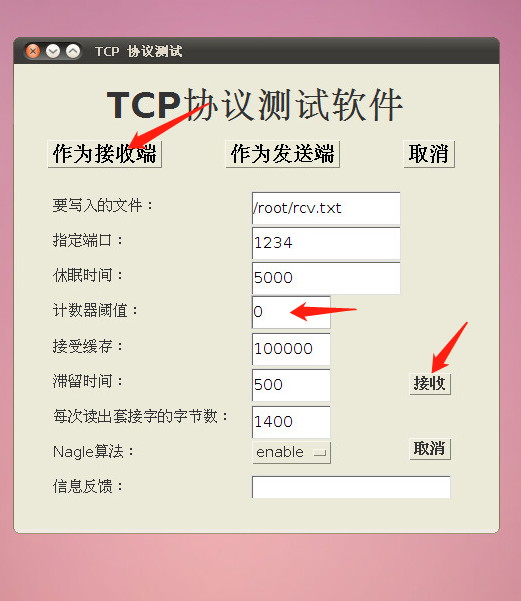 TCP 协议测试
TCP协议测试软件
作为接收端 作为发送端 取消
要写入的文件： /root/rcv.txt
指定端口： 1234
休眠时间： 5000
计数器阈值： 0
接受缓存： 100000
滞留时间： 500 接收
每次读出套接字的字节数： 1400
Nagle算法： enable 取消
信息反馈：